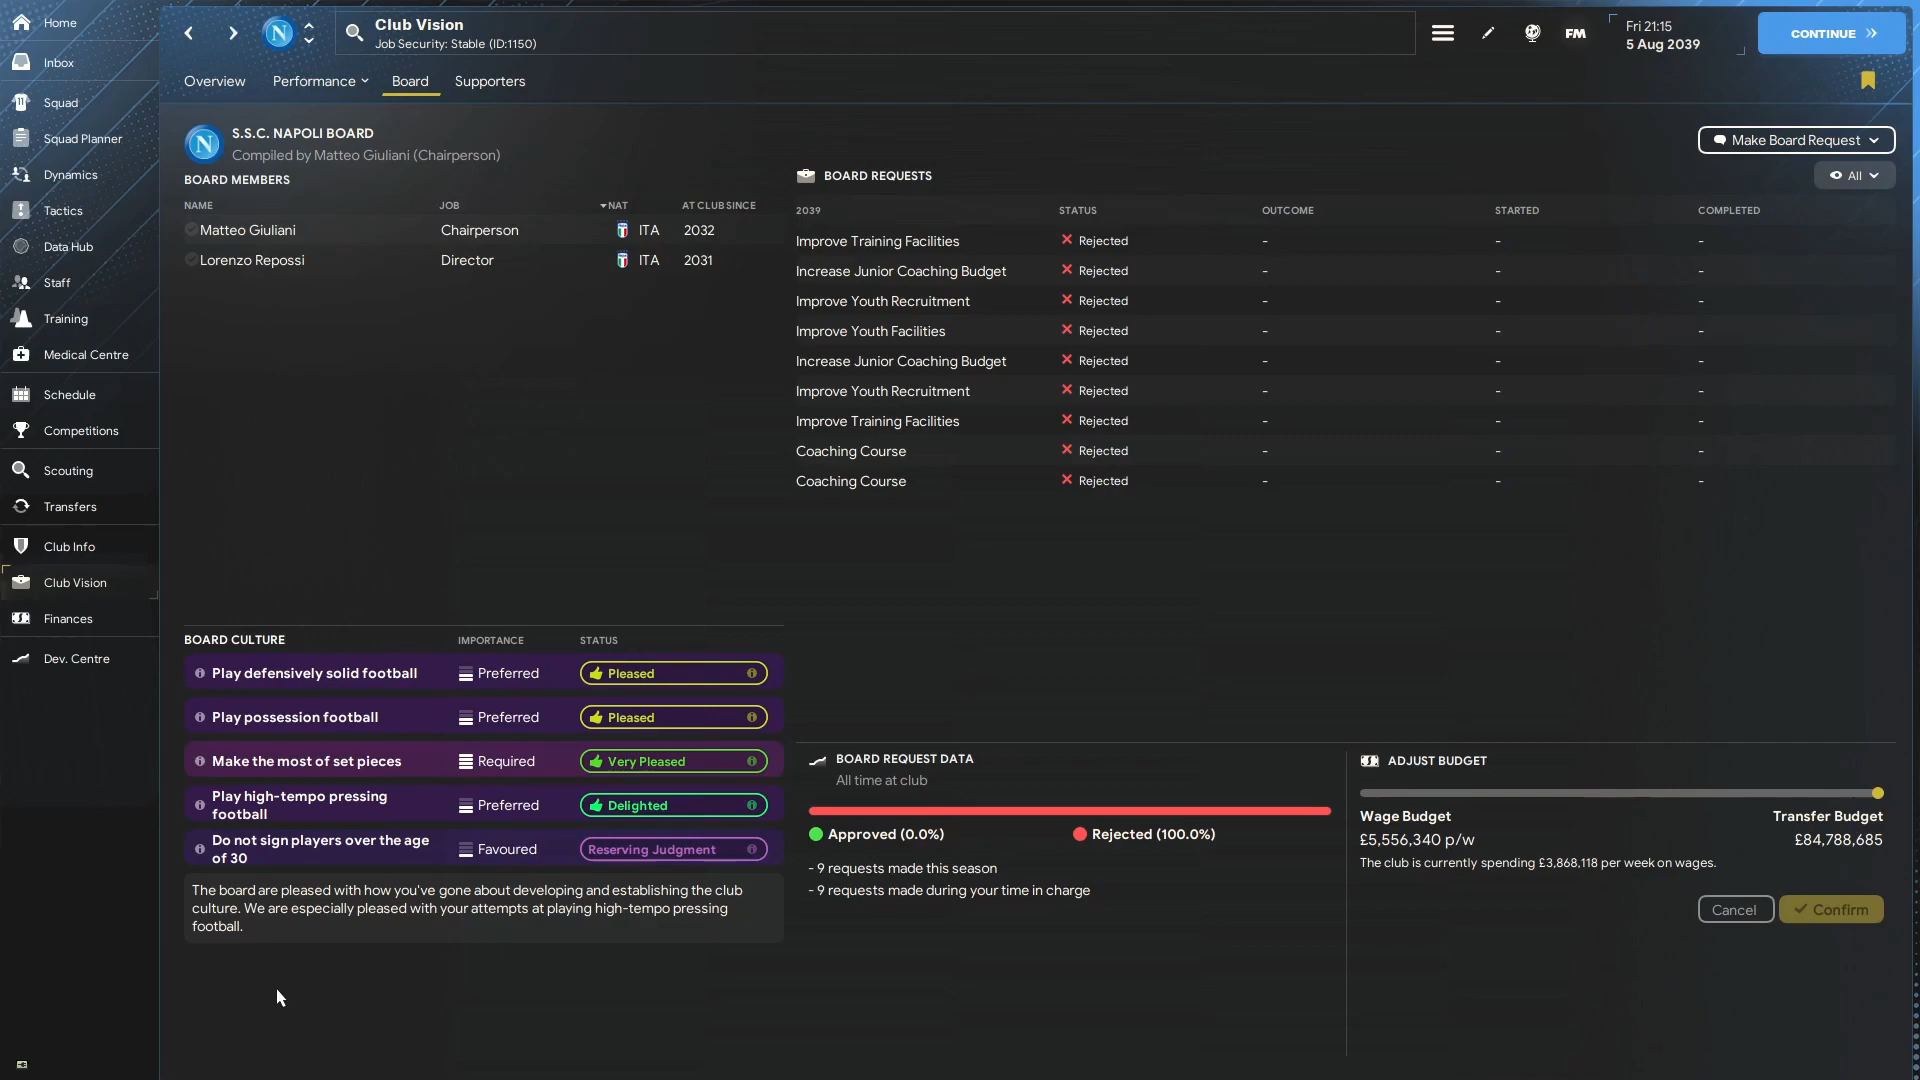 Home
Inbox
Squad
Squad Planner
Dynamics
Tactics
Data Hub
Staff
Training
Medical Centre
Schedule
Competitions
Scouting
Transfers
Club Info
Club Vision
Finances
Dev. Centre
Club Vision
Job Security: Stable (ID:1150)
FM
Fri 21:15
5 Aug 2039
CONTINUE
Overview
Performance
Board
Supporters
S.S.C. NAPOLI BOARD
Compiled by Matteo Giuliani (Chairperson)
BOARD MEMBERS
NAME JOB NAT AT CLUB SINCE
Matteo Giuliani Chairperson ITA 2032
Lorenzo Repossi Director ITA 2031
Make Board Request
BOARD REQUESTS
All
2039 STATUS OUTCOME STARTED COMPLETED
Improve Training Facilities Rejected - - -
Increase Junior Coaching Budget Rejected - - -
Improve Youth Recruitment Rejected - - -
Improve Youth Facilities Rejected - - -
Increase Junior Coaching Budget Rejected - - -
Improve Youth Recruitment Rejected - - -
Improve Training Facilities Rejected - - -
Coaching Course Rejected - - -
Coaching Course Rejected - - -
BOARD CULTURE IMPORTANCE STATUS
Play defensively solid football Preferred Pleased
Play possession football Preferred Pleased
Make the most of set pieces Required Very Pleased
Play high-tempo pressing
football Preferred Delighted
Do not sign players over the age
of 30 Favoured Reserving Judgment
The board are pleased with how you've gone about developing and establishing the club
culture. We are especially pleased with your attempts at playing high-tempo pressing
football.
BOARD REQUEST DATA
All time at club
Approved (0.0%) Rejected (100.0%)
- 9 requests made this season
- 9 requests made during your time in charge
ADJUST BUDGET
Wage Budget Transfer Budget
£5,556,340 p/w £84,788,685
The club is currently spending £3,868,118 per week on wages.
Cancel Confirm